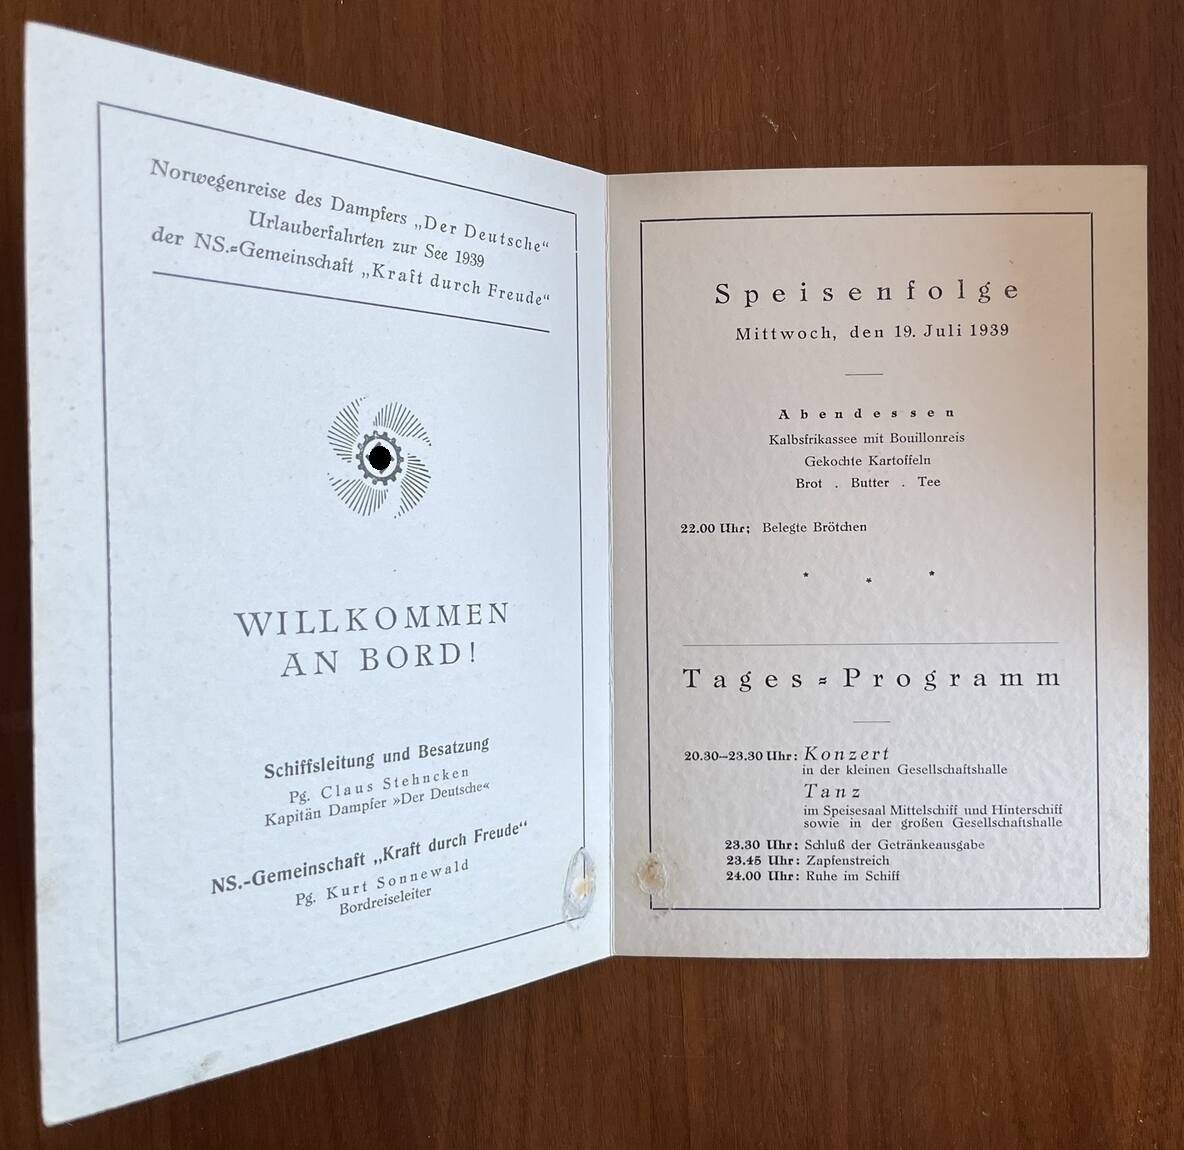 Norwegenreise des Dampfers „Der Deutsche“
Urlauberfahrten zur See 1939
der NS.=Gemeinschaft „Kraft durch Freude“
WILLKOMMEN
AN BORD!
Schiffsleitung und Besatzung
Pg. Claus Stehncken
Kapitän Dampfer »Der Deutsche«
NS.-Gemeinschaft „Kraft durch Freude“
Pg. Kurt Sonnewald
Bordreiseleiter
Speisenfolge
Mittwoch, den 19. Juli 1939
Abendessen
Kalbsfrikassee mit Bouillonreis
Gekochte Kartoffeln
Brot . Butter . Tee
22.00 Uhr; Belegte Brötchen
* * *
Tages=Programm
20.30–23.30 Uhr: Konzert
in der kleinen Gesellschaftshalle
Tanz
im Speisesaal Mittelschiff und Hinterschiff
sowie in der großen Gesellschaftshalle
23.30 Uhr: Schluß der Getränkeausgabe
23.45 Uhr: Zapfenstreich
24.00 Uhr: Ruhe im Schiff